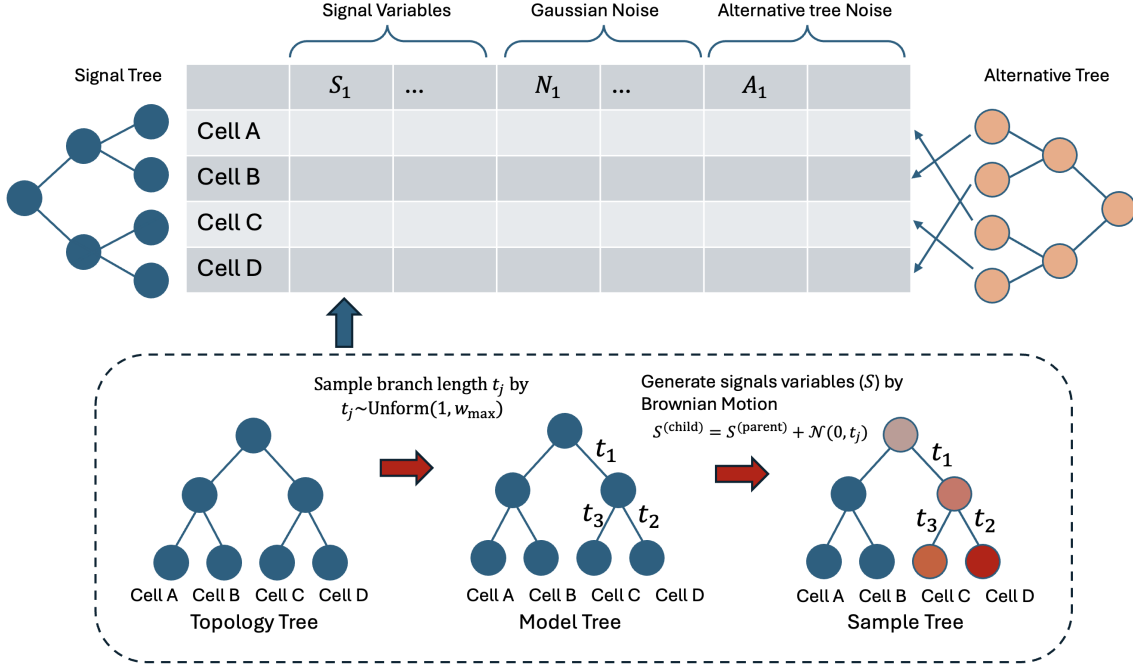 Signal Variables
Gaussian Noise
Alternative tree Noise
Signal Tree
Alternative Tree
S₁ ... N₁ ... A₁
Cell A
Cell B
Cell C
Cell D
Sample branch length tⱼ by
tⱼ~Unform(1, wₘₐₓ)
Generate signals variables (S) by
Brownian Motion
S^(child) = S^(parent) + 𝒩(0, tⱼ)
t₁
t₃ t₂
t₁
t₃ t₂
Cell A Cell B Cell C Cell D
Topology Tree
Cell A Cell B Cell C Cell D
Model Tree
Cell A Cell B Cell C Cell D
Sample Tree